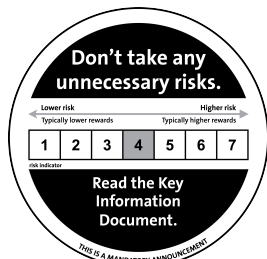 Don't take any
unnecessary risks.
Lower risk Higher risk
Typically lower rewards Typically higher rewards
1 2 3 4 5 6 7
risk indicator
Read the Key
Information
Document.
THIS IS A MANDATORY ANNOUNCEMENT